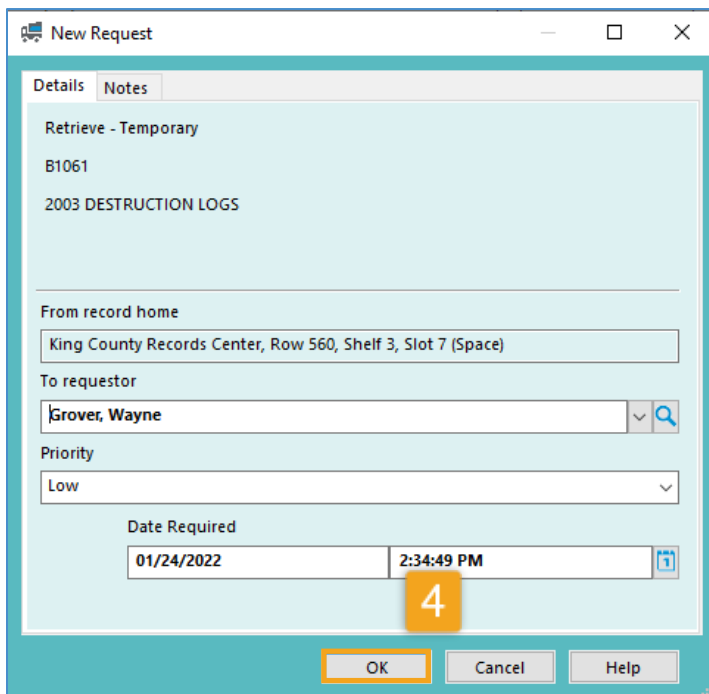 New Request
Details Notes
Retrieve - Temporary
B1061
2003 DESTRUCTION LOGS
From record home
King County Records Center, Row 560, Shelf 3, Slot 7 (Space)
To requestor
Grover, Wayne
Priority
Low
Date Required
01/24/2022 2:34:49 PM 1
4
OK Cancel Help